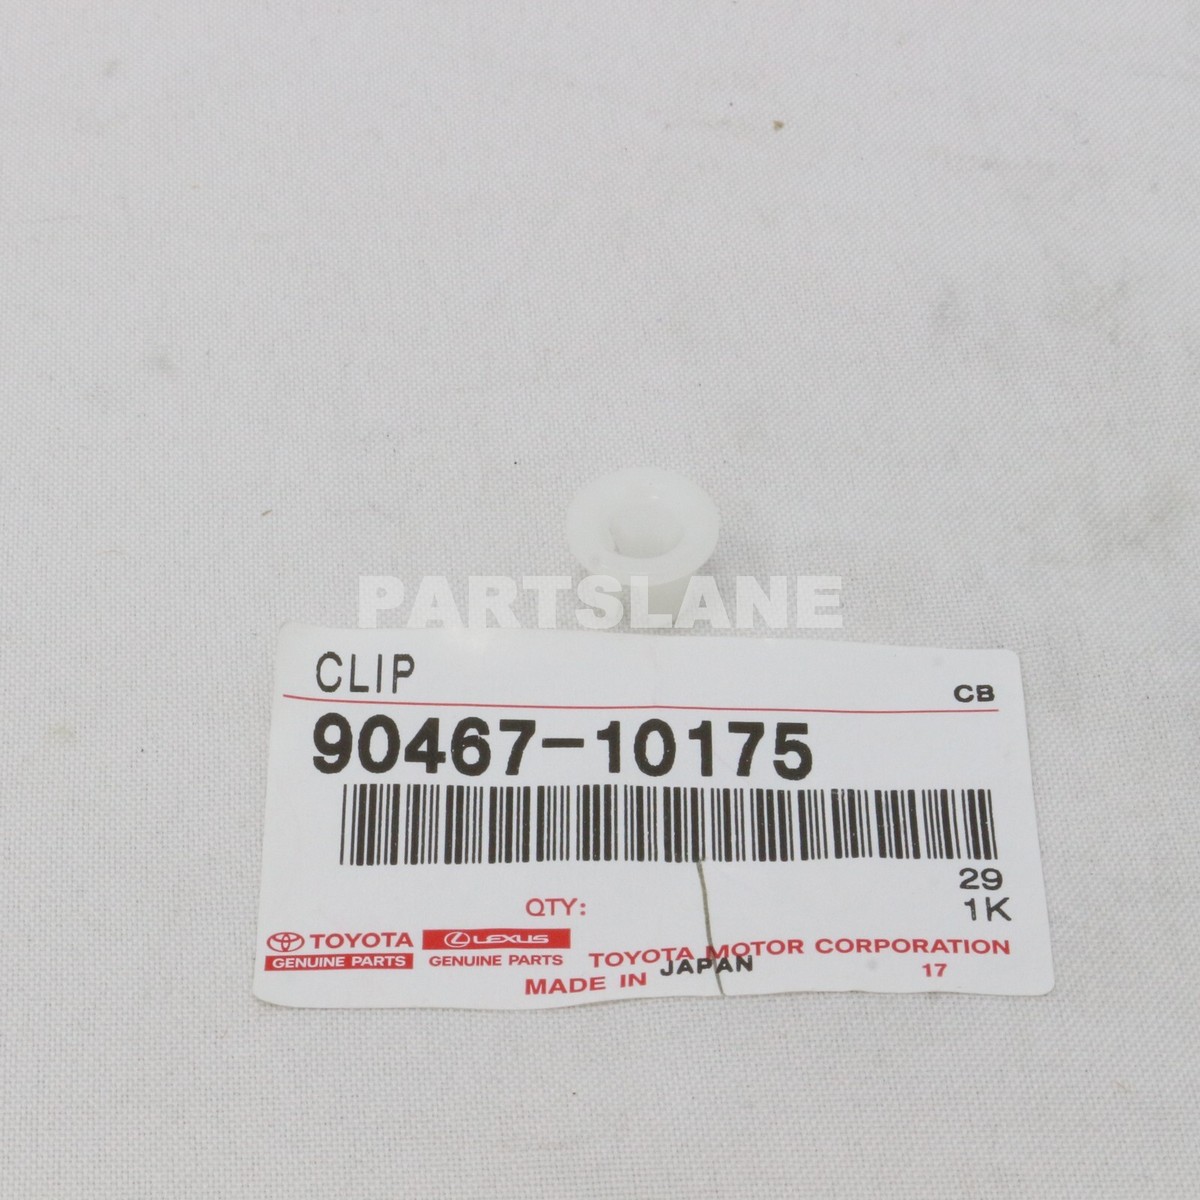 PARTSLANE
CLIP
CB
90467-10175
29
1K
QTY:
TOYOTA
GENUINE PARTS
LEXUS
GENUINE PARTS
TOYOTA MOTOR CORPORATION
MADE IN JAPAN
17